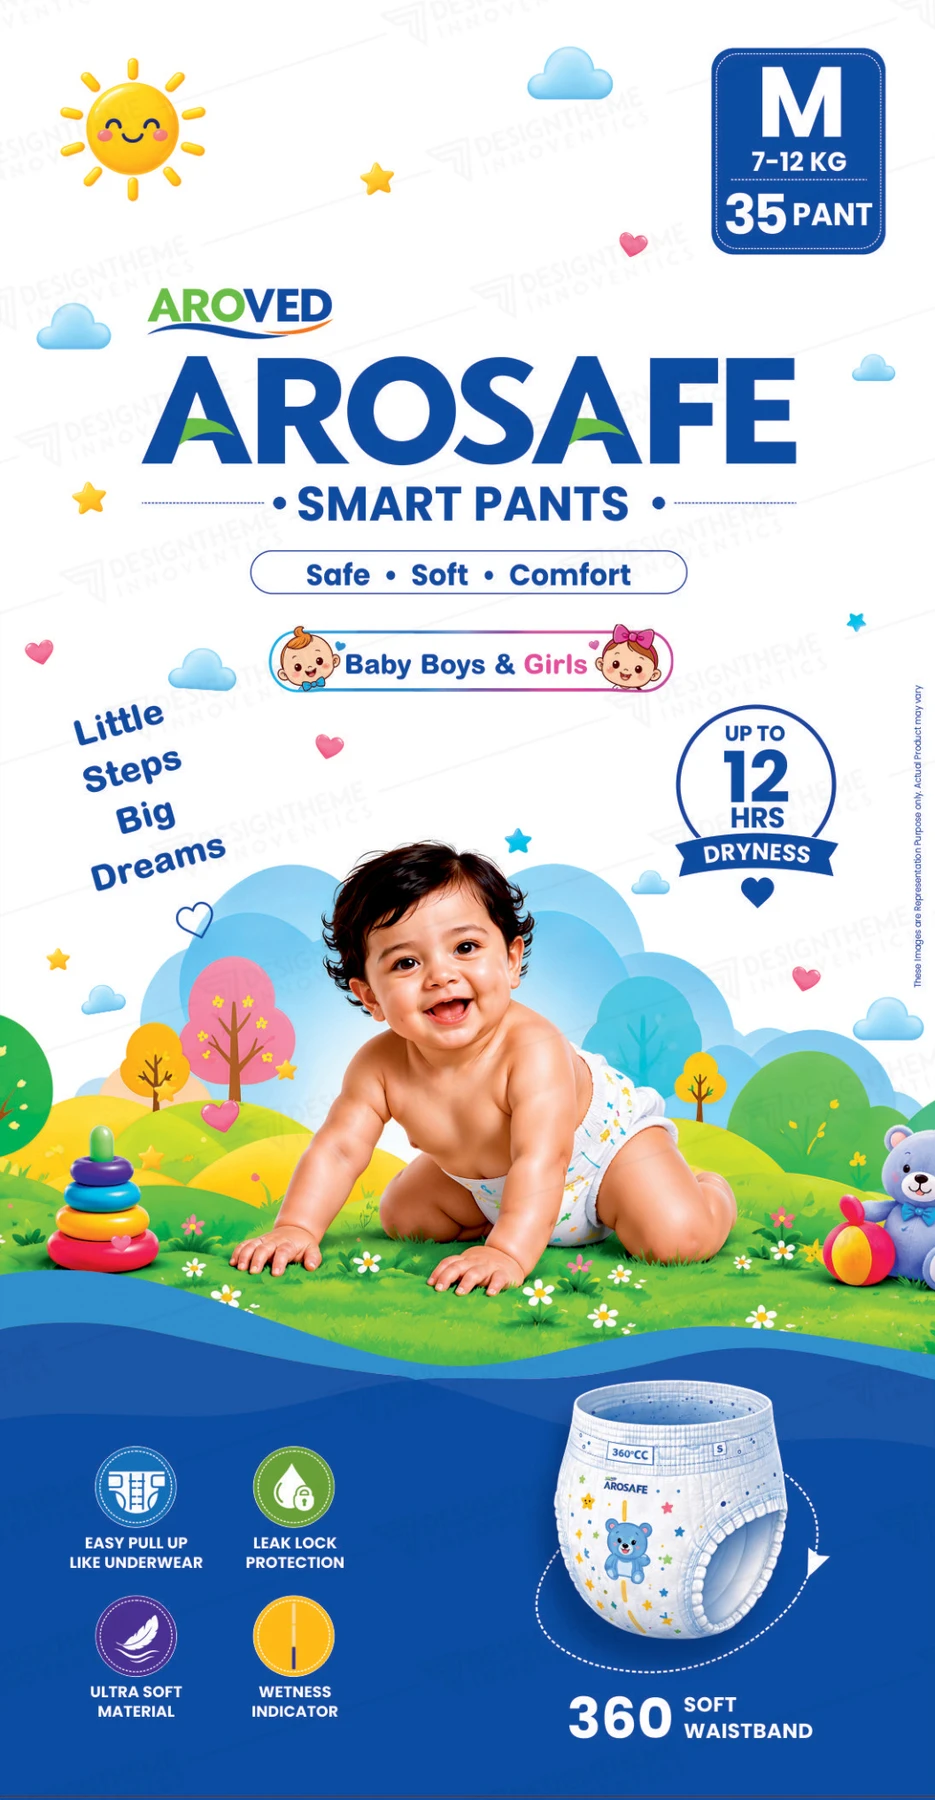 M
7-12 KG
35 PANT
AROVED
AROSAFE
• SMART PANTS •
Safe • Soft • Comfort
Baby Boys & Girls
Little
Steps
Big
Dreams
UP TO
12
HRS
DRYNESS
These Images are Representation Purpose only. Actual Product may vary
360°CC
S
AROSAFE
EASY PULL UP
LIKE UNDERWEAR
LEAK LOCK
PROTECTION
ULTRA SOFT
MATERIAL
WETNESS
INDICATOR
360 SOFT
WAISTBAND
DESIGNTHEME
INNOVENTICS